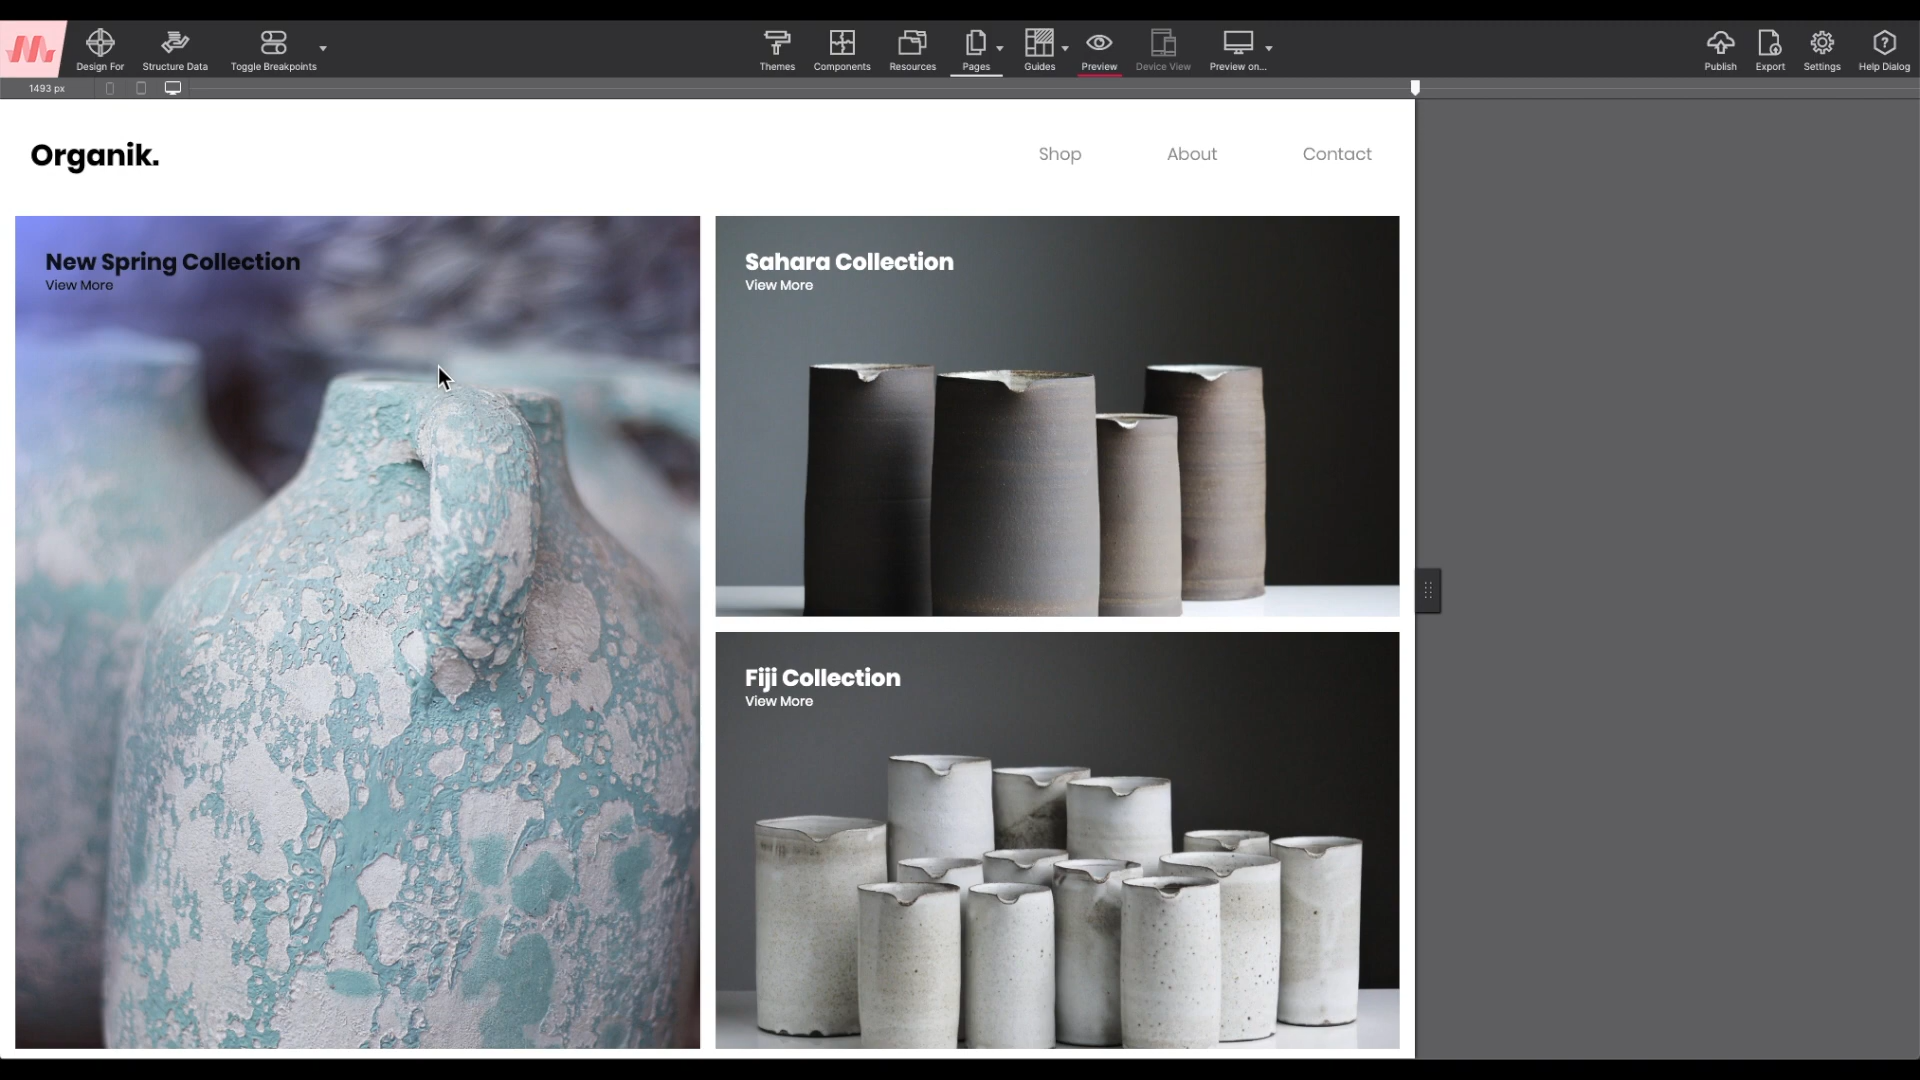 Design For
Structure Data
Toggle Breakpoints
Themes
Components
Resources
Pages
Guides
Preview
Device View
Preview on...
Publish
Export
Settings
Help Dialog
1493 px
Organik.
Shop
About
Contact
New Spring Collection
View More
Sahara Collection
View More
Fiji Collection
View More